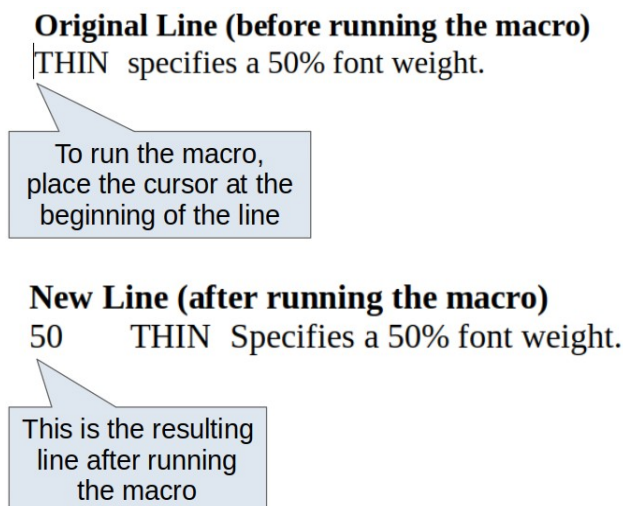 Original Line (before running the macro)
THIN specifies a 50% font weight.
To run the macro,
place the cursor at the
beginning of the line
New Line (after running the macro)
50 THIN Specifies a 50% font weight.
This is the resulting
line after running
the macro